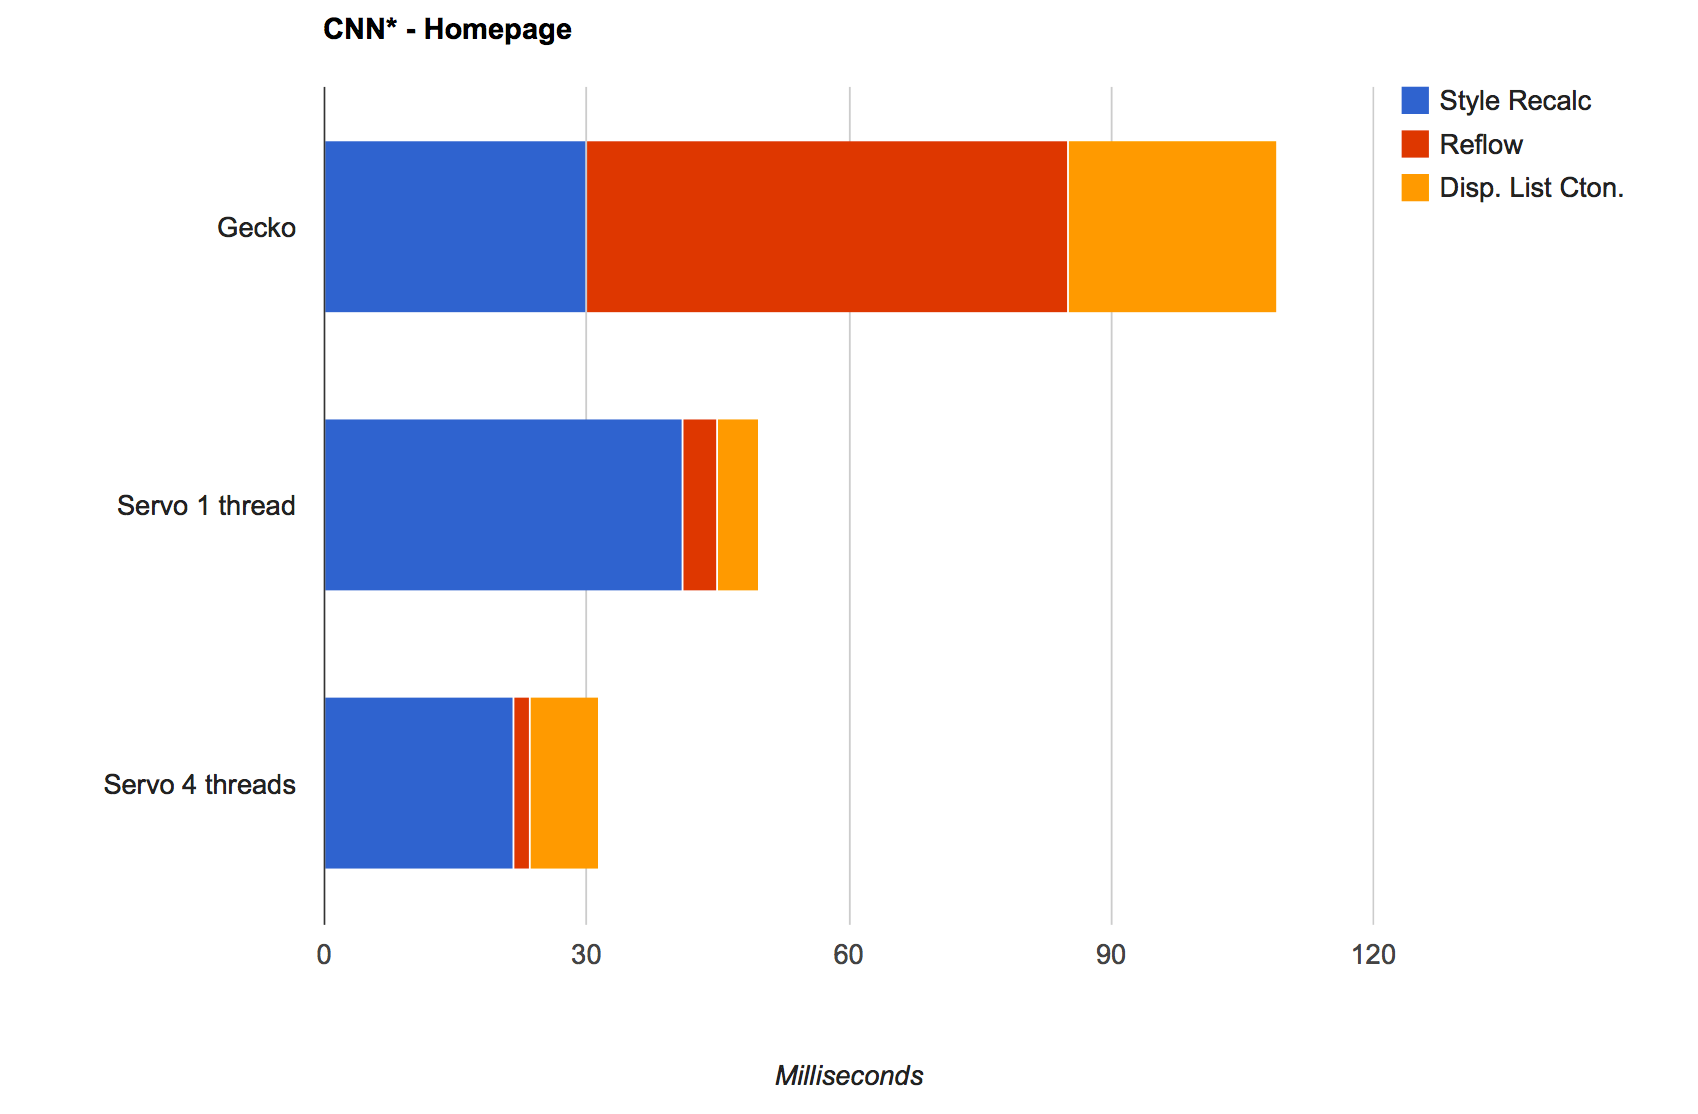 CNN* - Homepage
Style Recalc
Reflow
Disp. List Cton.
Gecko
Servo 1 thread
Servo 4 threads
0 30 60 90 120
Milliseconds